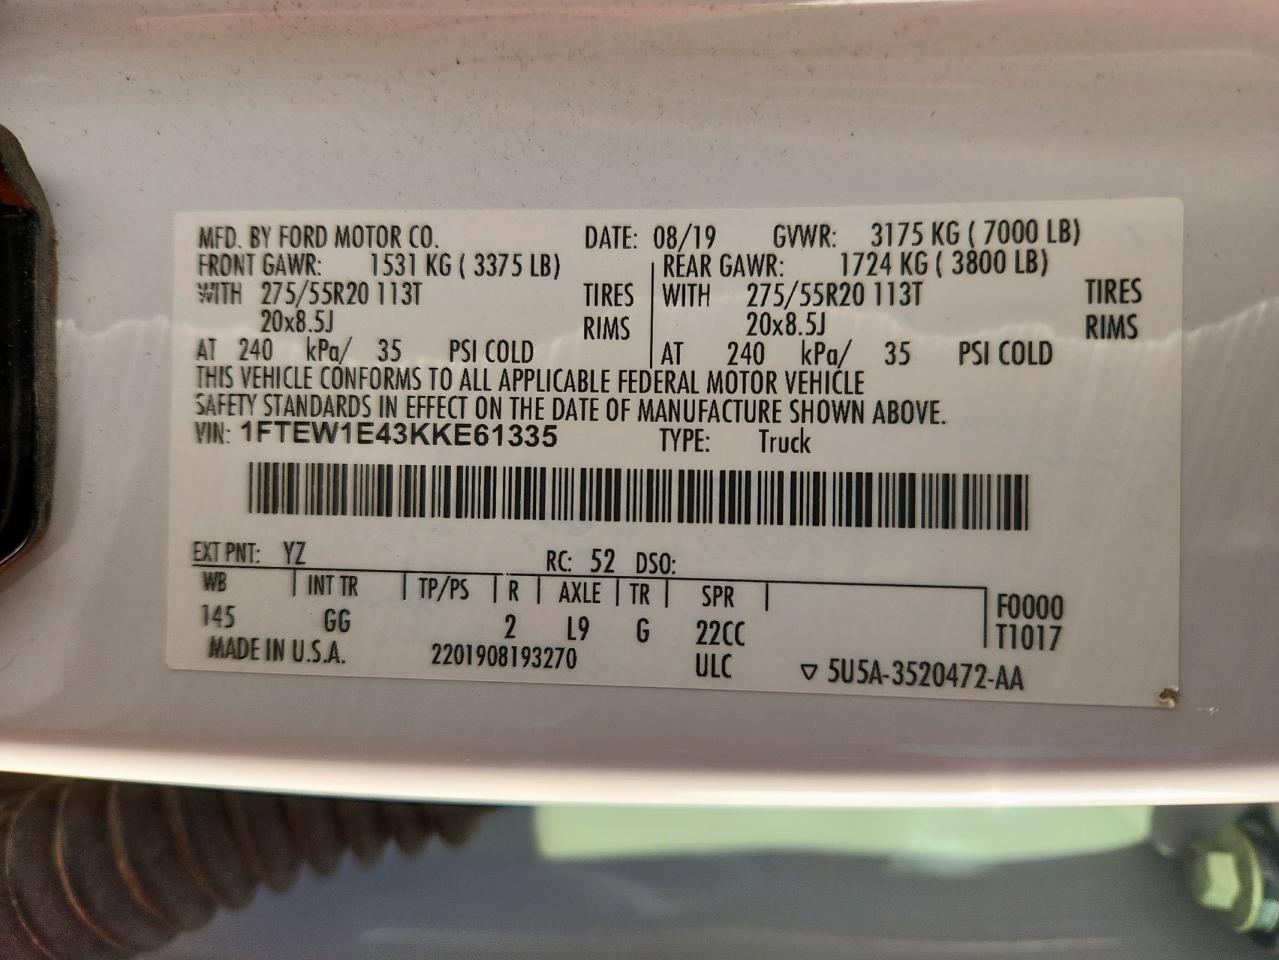 MFD. BY FORD MOTOR CO. DATE: 08/19 GVWR: 3175 KG ( 7000 LB)
FRONT GAWR: 1531 KG ( 3375 LB) REAR GAWR: 1724 KG ( 3800 LB)
WITH 275/55R20 113T TIRES WITH 275/55R20 113T TIRES
20x8.5J RIMS 20x8.5J RIMS
AT 240 kPa/ 35 PSI COLD AT 240 kPa/ 35 PSI COLD
THIS VEHICLE CONFORMS TO ALL APPLICABLE FEDERAL MOTOR VEHICLE
SAFETY STANDARDS IN EFFECT ON THE DATE OF MANUFACTURE SHOWN ABOVE.
VIN: 1FTEW1E43KKE61335 TYPE: Truck
EXT PNT: YZ RC: 52 DSO:
WB INT TR TP/PS R AXLE TR SPR F0000
145 GG 2 L9 G 22CC T1017
MADE IN U.S.A. 2201908193270 ULC ▽ 5U5A-3520472-AA